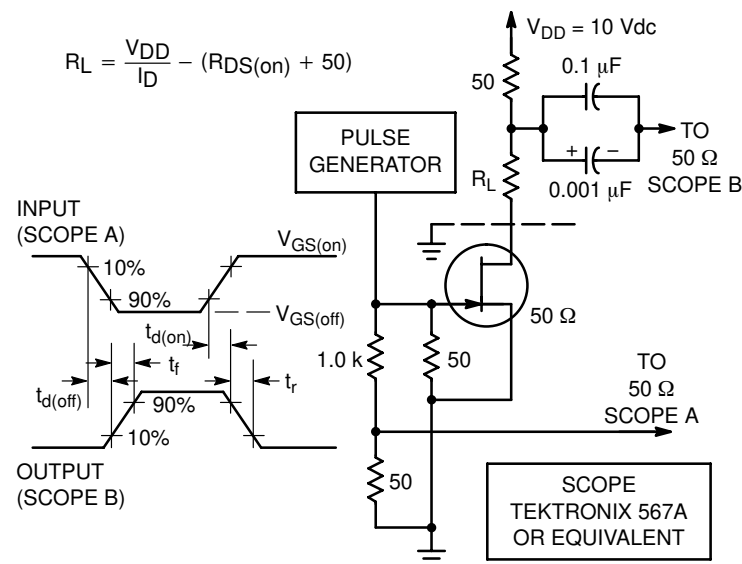 R_L = V_DD / I_D − (R_DS(on) + 50)
V_DD = 10 Vdc
50
0.1 μF
+ −
0.001 μF
TO
50 Ω
SCOPE B
R_L
PULSE
GENERATOR
INPUT
(SCOPE A)
V_GS(on)
10%
90%
V_GS(off)
t_d(on)
t_f
t_r
t_d(off)
90%
10%
OUTPUT
(SCOPE B)
50 Ω
1.0 k
50
TO
50 Ω
SCOPE A
50
SCOPE
TEKTRONIX 567A
OR EQUIVALENT